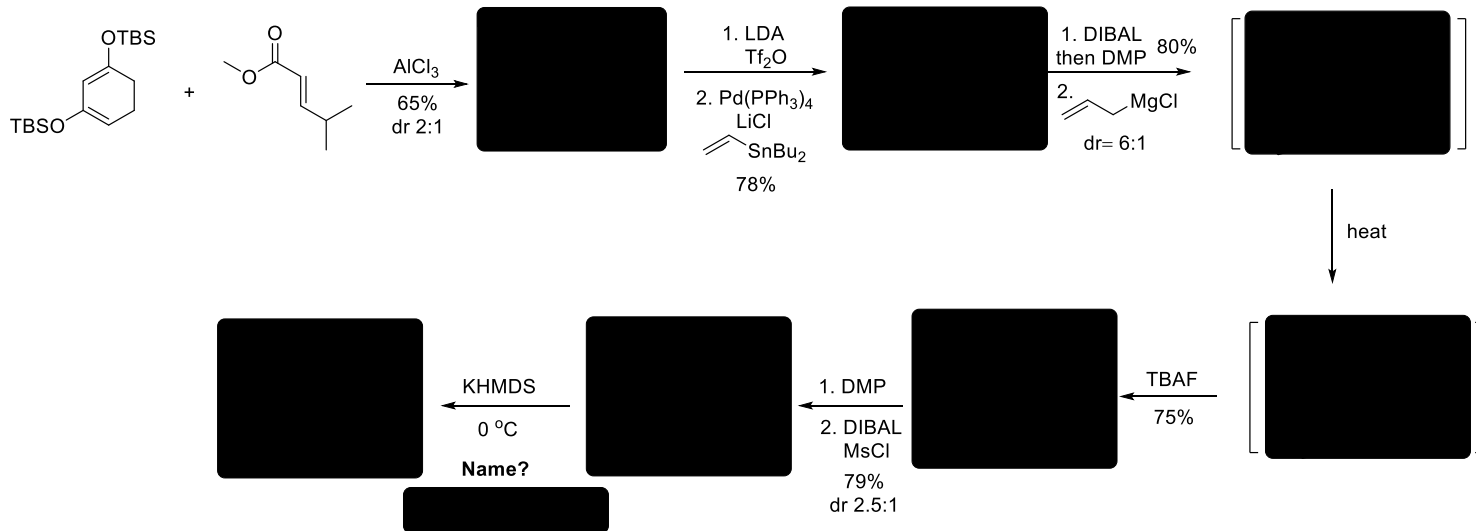 OTBS
TBSO
+
O
O
AlCl3
65%
dr 2:1
1. LDA
Tf2O
2. Pd(PPh3)4
LiCl
SnBu2
78%
1. DIBAL
then DMP
80%
2.
MgCl
dr= 6:1
heat
TBAF
75%
1. DMP
2. DIBAL
MsCl
79%
dr 2.5:1
KHMDS
0 °C
Name?